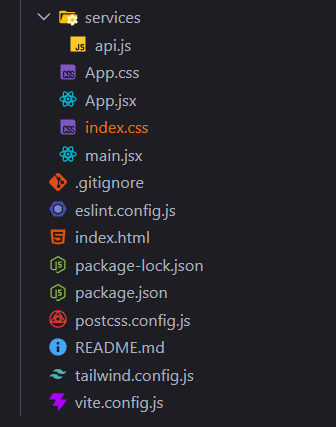 services
api.js
App.css
App.jsx
index.css
main.jsx
.gitignore
eslint.config.js
index.html
package-lock.json
package.json
postcss.config.js
README.md
tailwind.config.js
vite.config.js